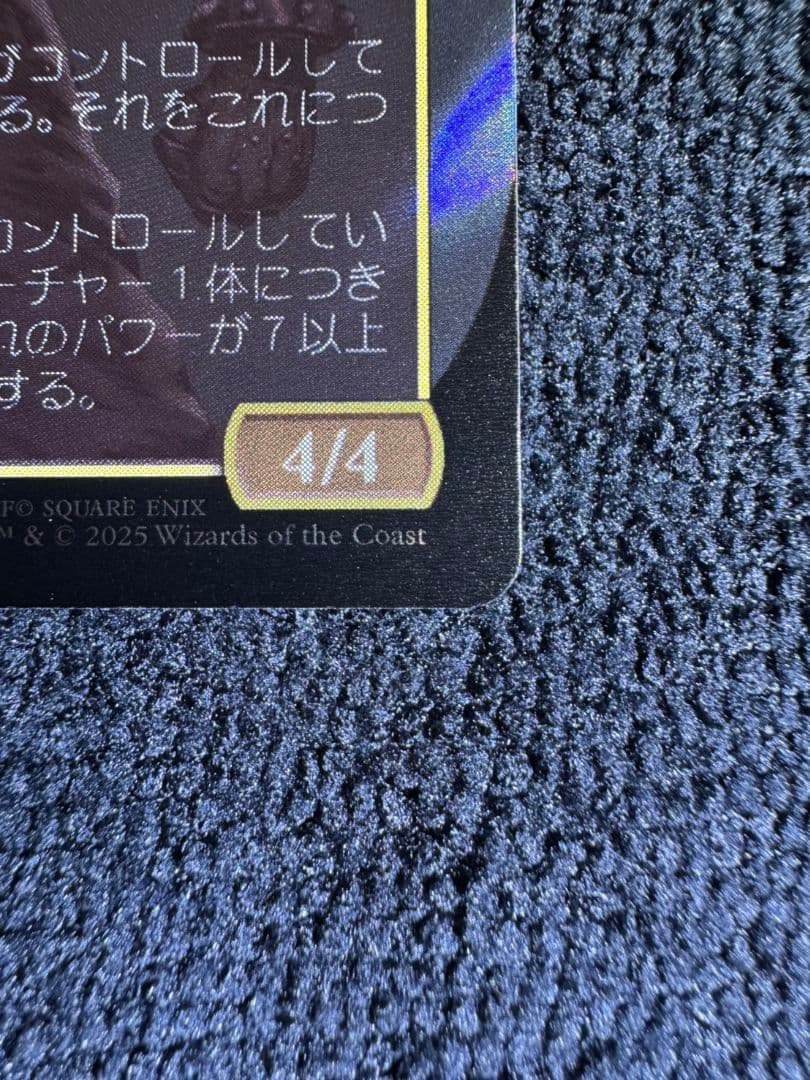 がコントロールして
る。それをこれにつ
コントロールしてい
ーチャー1体につき
れのパワーが7以上
する。
4/4
F© SQUARE ENIX
™ & © 2025 Wizards of the Coast